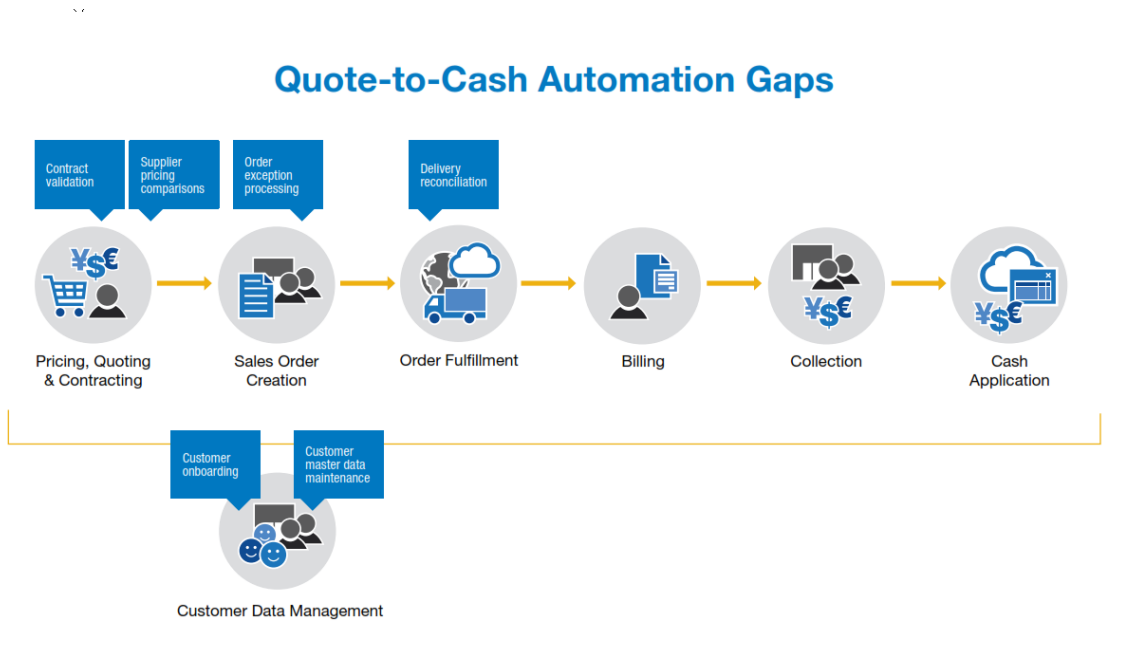 Quote-to-Cash Automation Gaps
Contract
validation
Supplier
pricing
comparisons
Order
exception
processing
Delivery
reconciliation
¥$€
¥$€
¥$€
Pricing, Quoting
& Contracting
Sales Order
Creation
Order Fulfillment
Billing
Collection
Cash
Application
Customer
onboarding
Customer
master data
maintenance
Customer Data Management